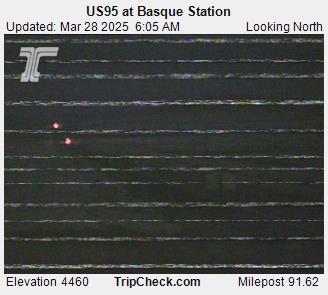 US95 at Basque Station
Updated: Mar 28 2025 6:05 AM Looking North
Elevation 4460 TripCheck.com Milepost 91.62